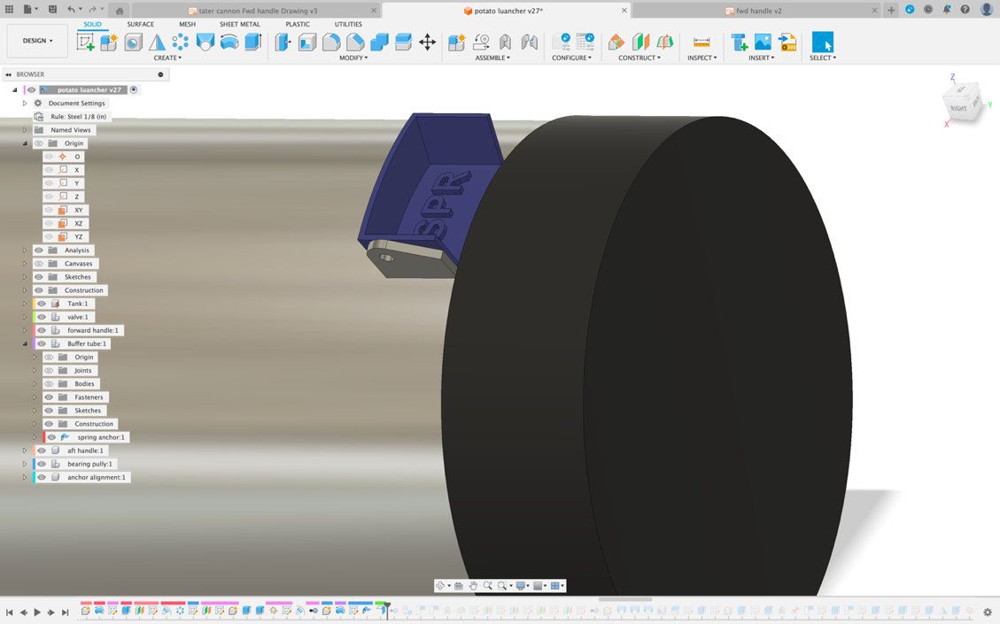 tater cannon Fwd handle Drawing v3
potato luancher v27*
fwd handle v2
DESIGN
SOLID
SURFACE
MESH
SHEET METAL
PLASTIC
UTILITIES
CREATE
MODIFY
ASSEMBLE
CONFIGURE
CONSTRUCT
INSPECT
INSERT
SELECT
BROWSER
potato luancher v27
Document Settings
Rule: Steel 1/8 (in)
Named Views
Origin
O
X
Y
Z
XY
XZ
YZ
Analysis
Canvases
Sketches
Construction
Tank:1
valve:1
forward handle:1
Buffer tube:1
Origin
Joints
Bodies
Fasteners
Sketches
Construction
spring anchor:1
aft handle:1
bearing pully:1
anchor alignment:1
SPR
Z
RIGHT
Y
X